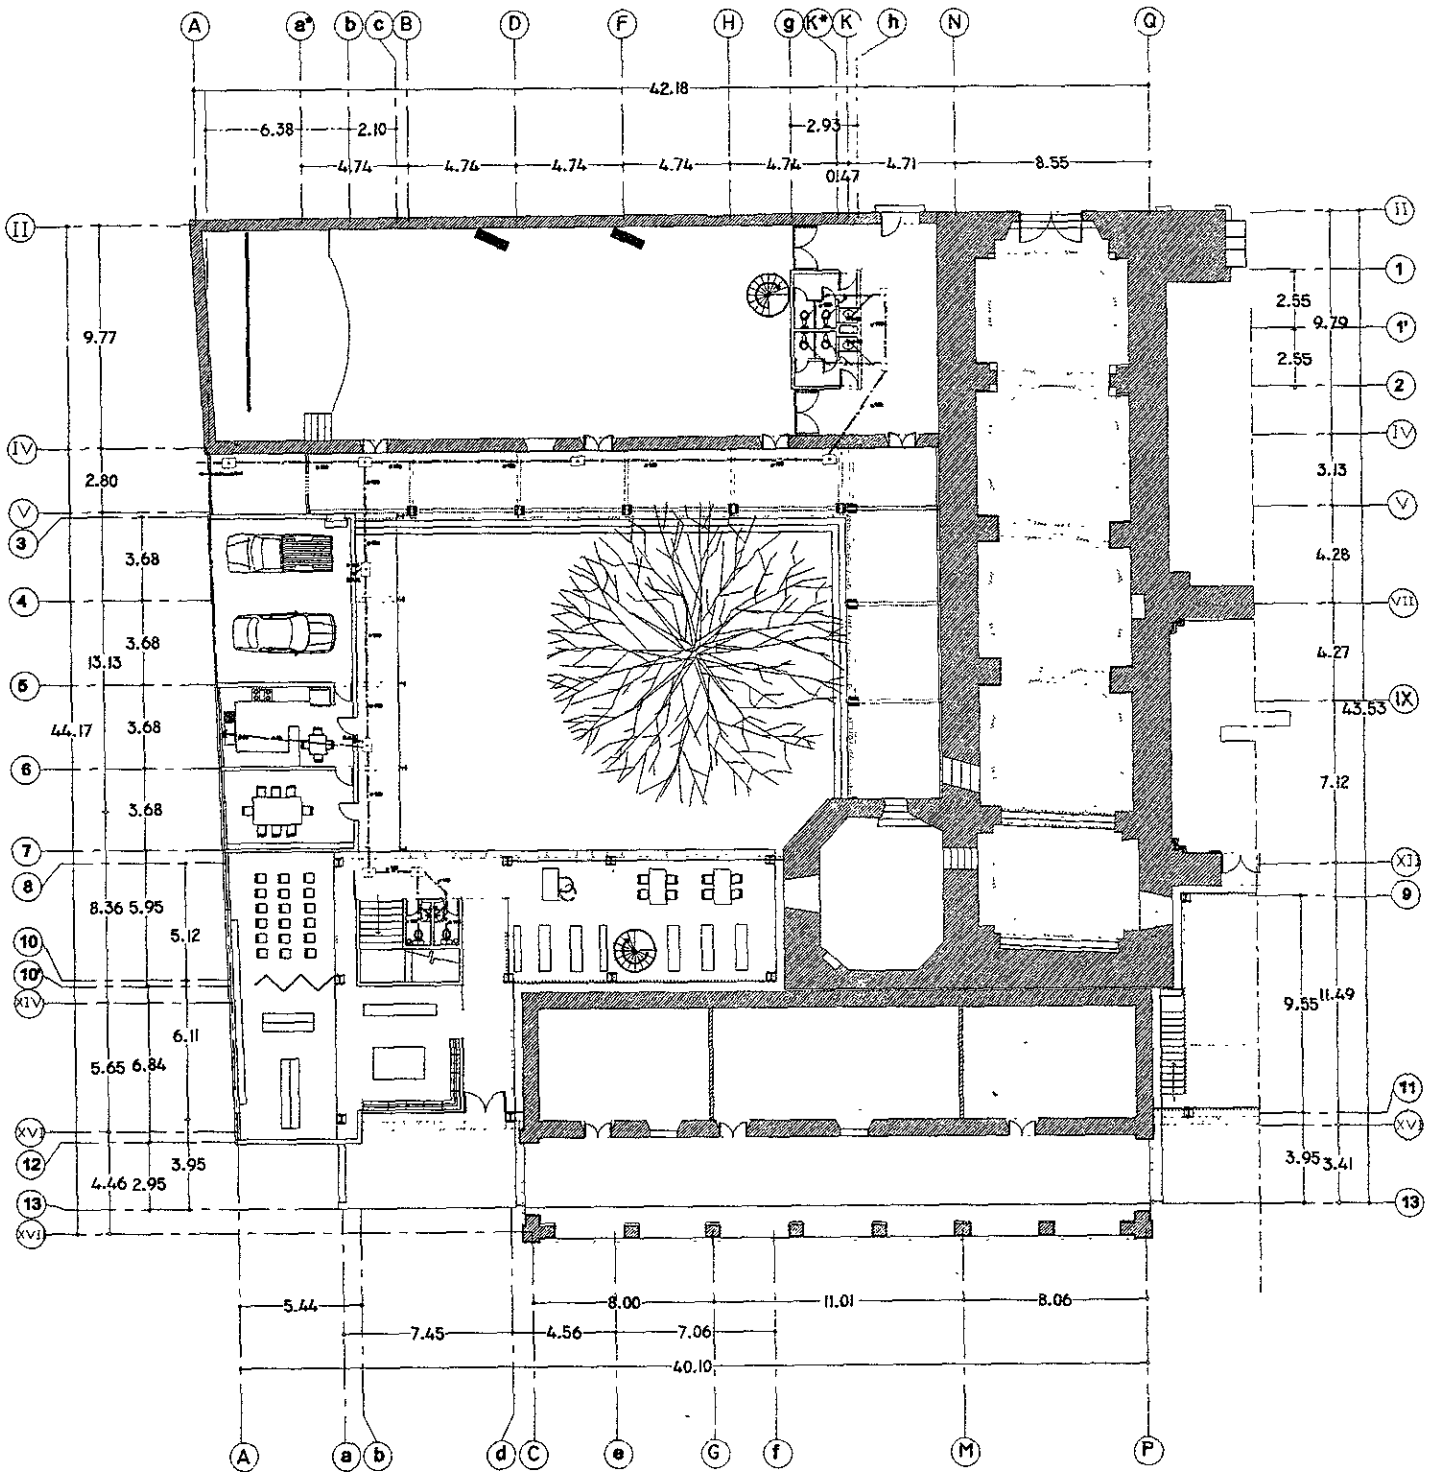 A a* b c B D F H g K* K h N Q
42.18
6.38 2.10 2.93
4.74 4.74 4.74 4.74 4.74 4.71 8.55
0.47
II II
1
2.55
9.77 9.79 1'
2.55
2
IV IV
2.80 3.13
V V
3
3.68 4.28
4 VII
3.68 4.27
13.13
5 IX
44.17 3.68 43.53
6 7.12
3.68
7 XII
8 9
8.36 5.95
5.12
10
10'
XIV 9.55 11.49
6.11
5.65 6.84
11
XVI XVI
12
3.95 3.95 3.41
4.46 2.95
13 13
XVI
5.44 8.00 11.01 8.06
7.45 4.56 7.06
40.10
A a b d C e G f M P